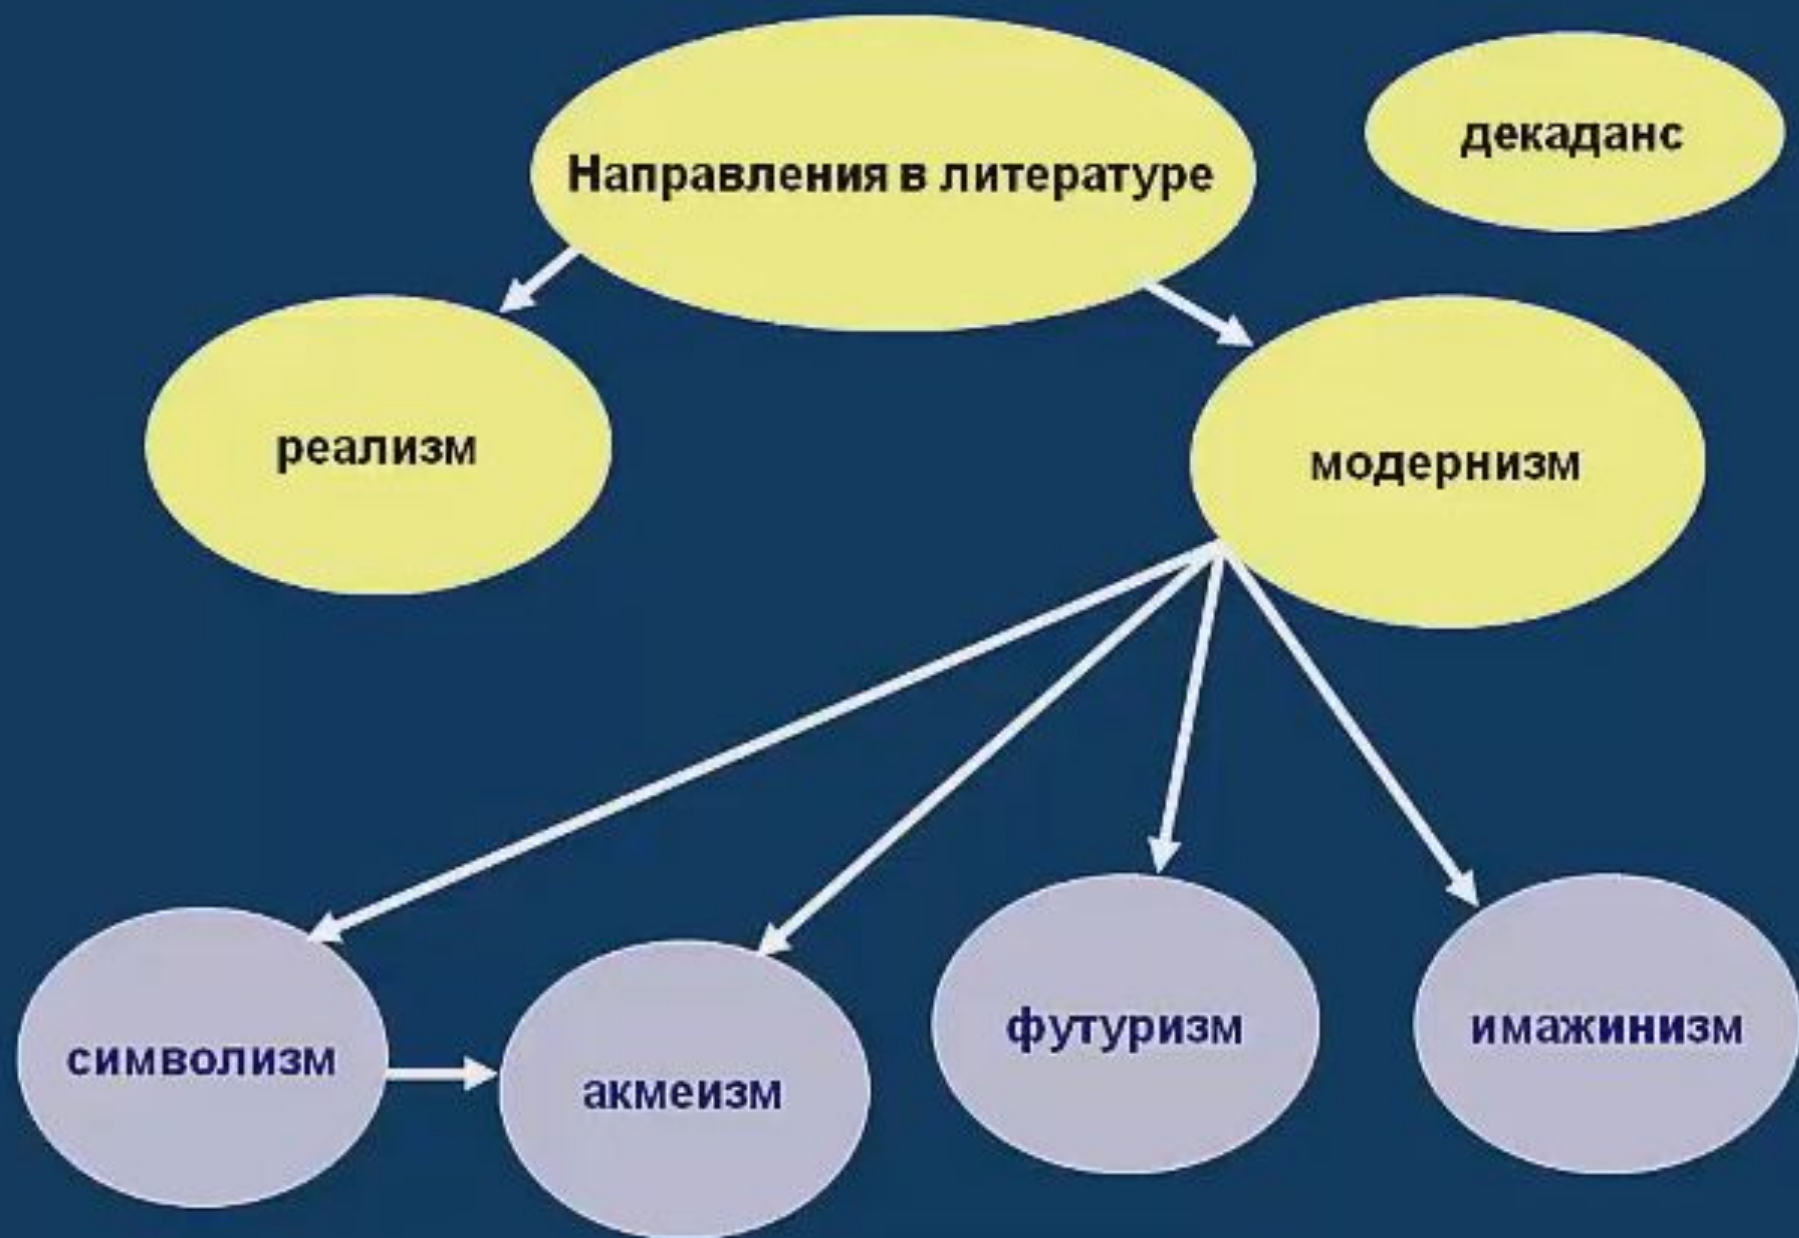 Направления в литературе
декаданс
реализм
модернизм
символизм
акмеизм
футуризм
имажинизм